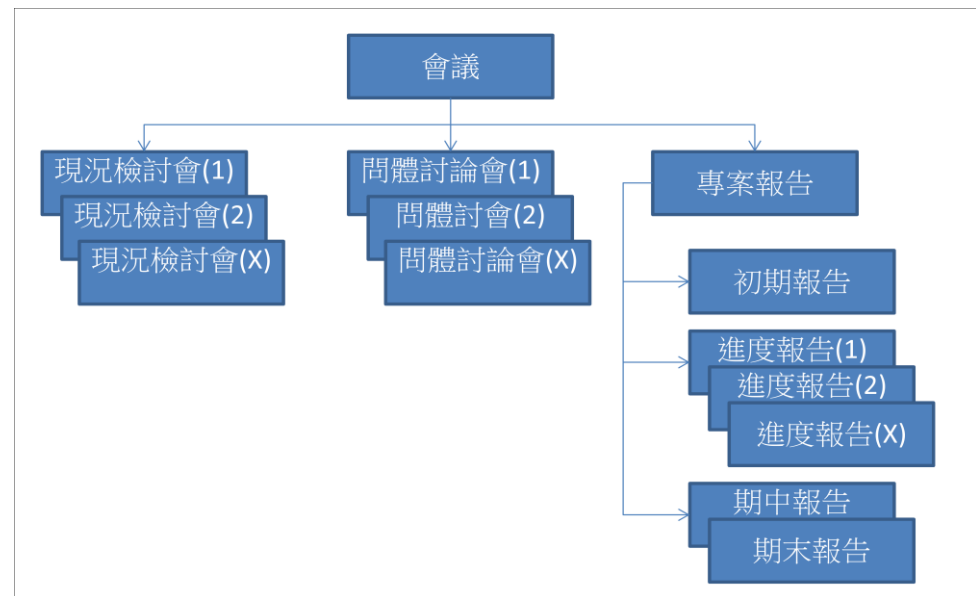 會議
現況檢討會(1)
現況檢討會(2)
現況檢討會(X)
問體討論會(1)
問體討會(2)
問體討論會(X)
專案報告
初期報告
進度報告(1)
進度報告(2)
進度報告(X)
期中報告
期末報告